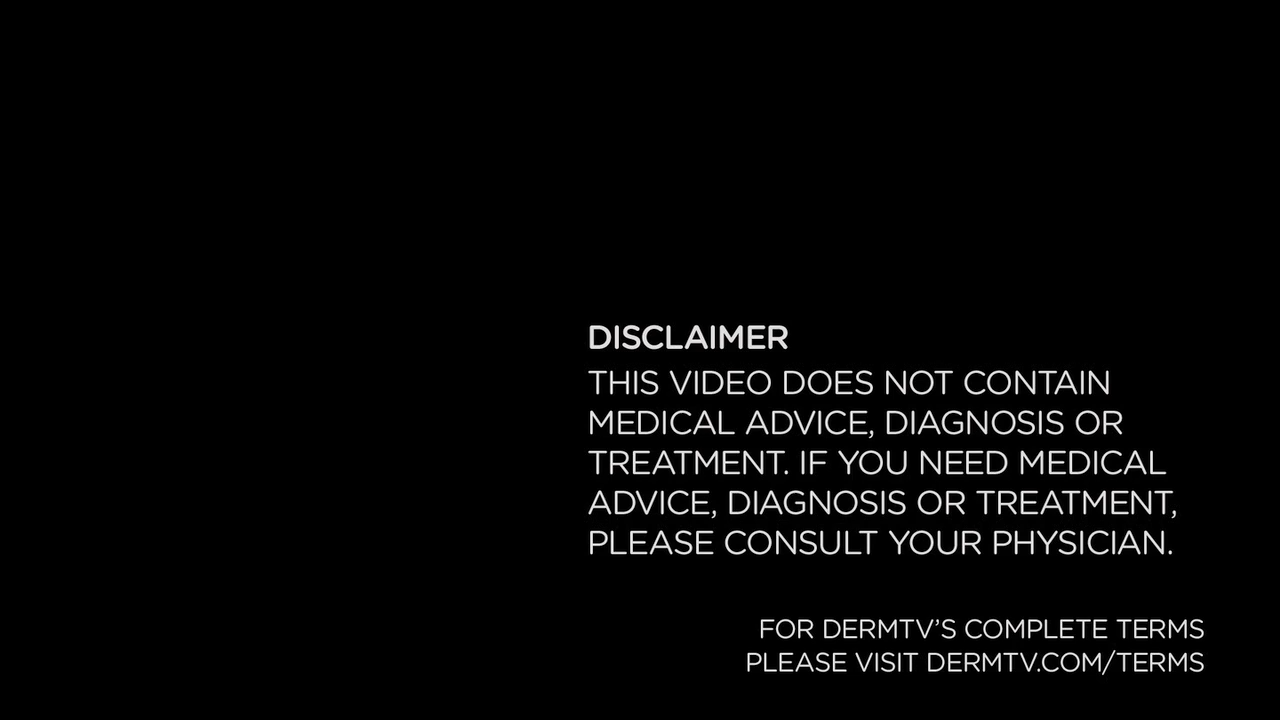 DISCLAIMER
THIS VIDEO DOES NOT CONTAIN
MEDICAL ADVICE, DIAGNOSIS OR
TREATMENT. IF YOU NEED MEDICAL
ADVICE, DIAGNOSIS OR TREATMENT,
PLEASE CONSULT YOUR PHYSICIAN.
FOR DERMTV’S COMPLETE TERMS
PLEASE VISIT DERMTV.COM/TERMS